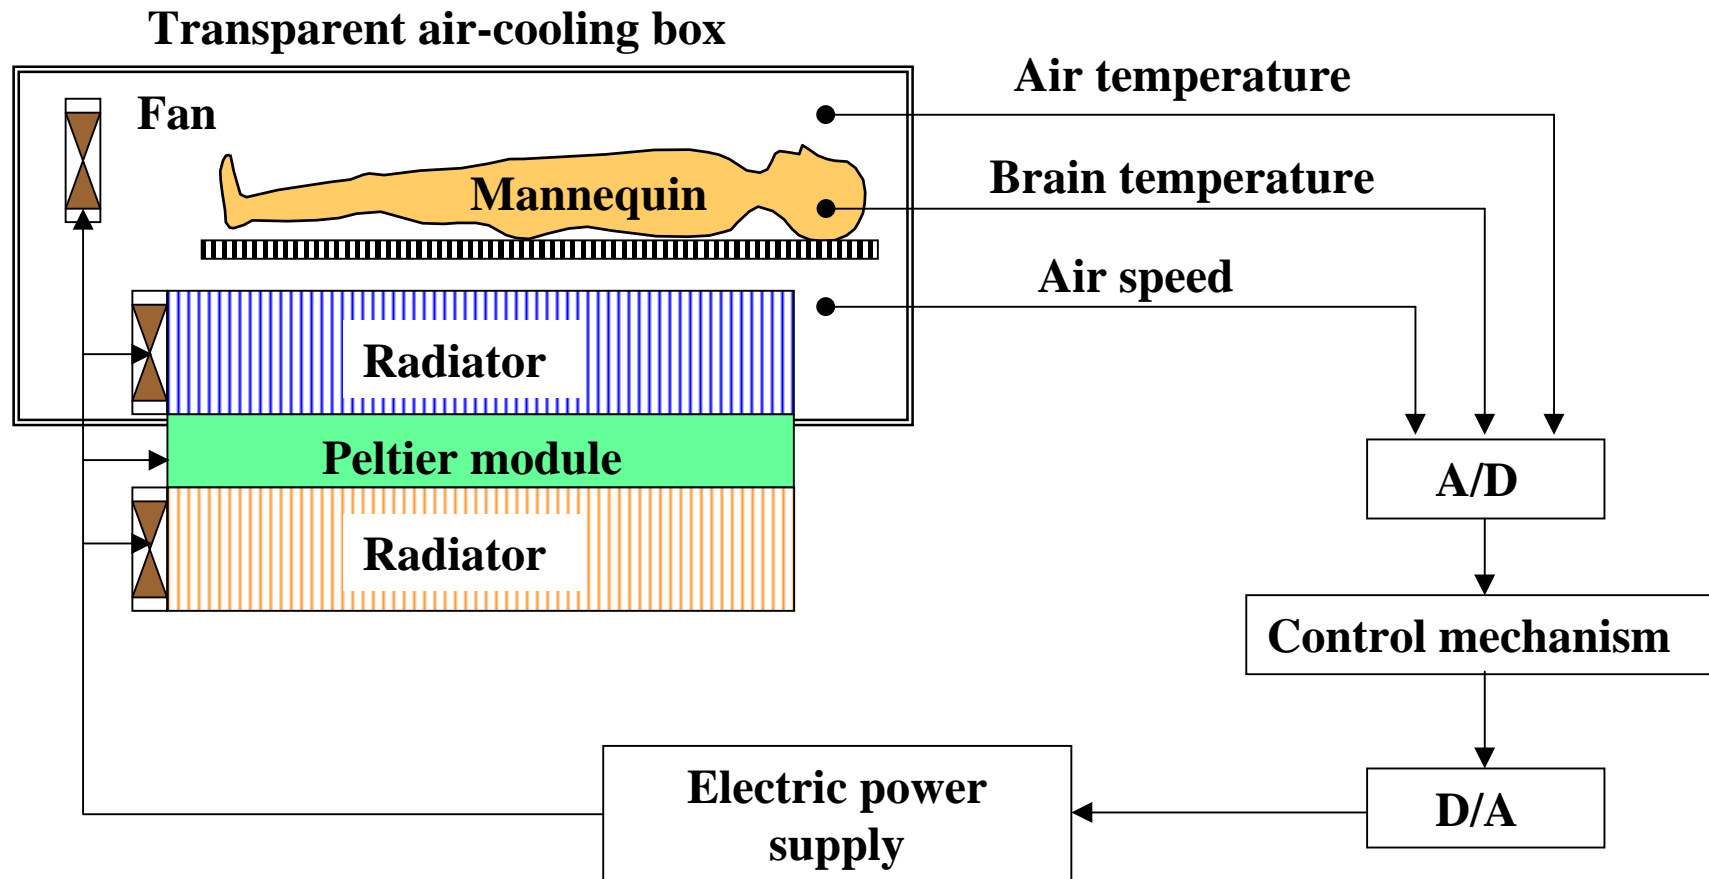 Transparent air-cooling box
Fan
Air temperature
Mannequin
Brain temperature
Air speed
Radiator
Peltier module
A/D
Radiator
Control mechanism
Electric power
supply
D/A